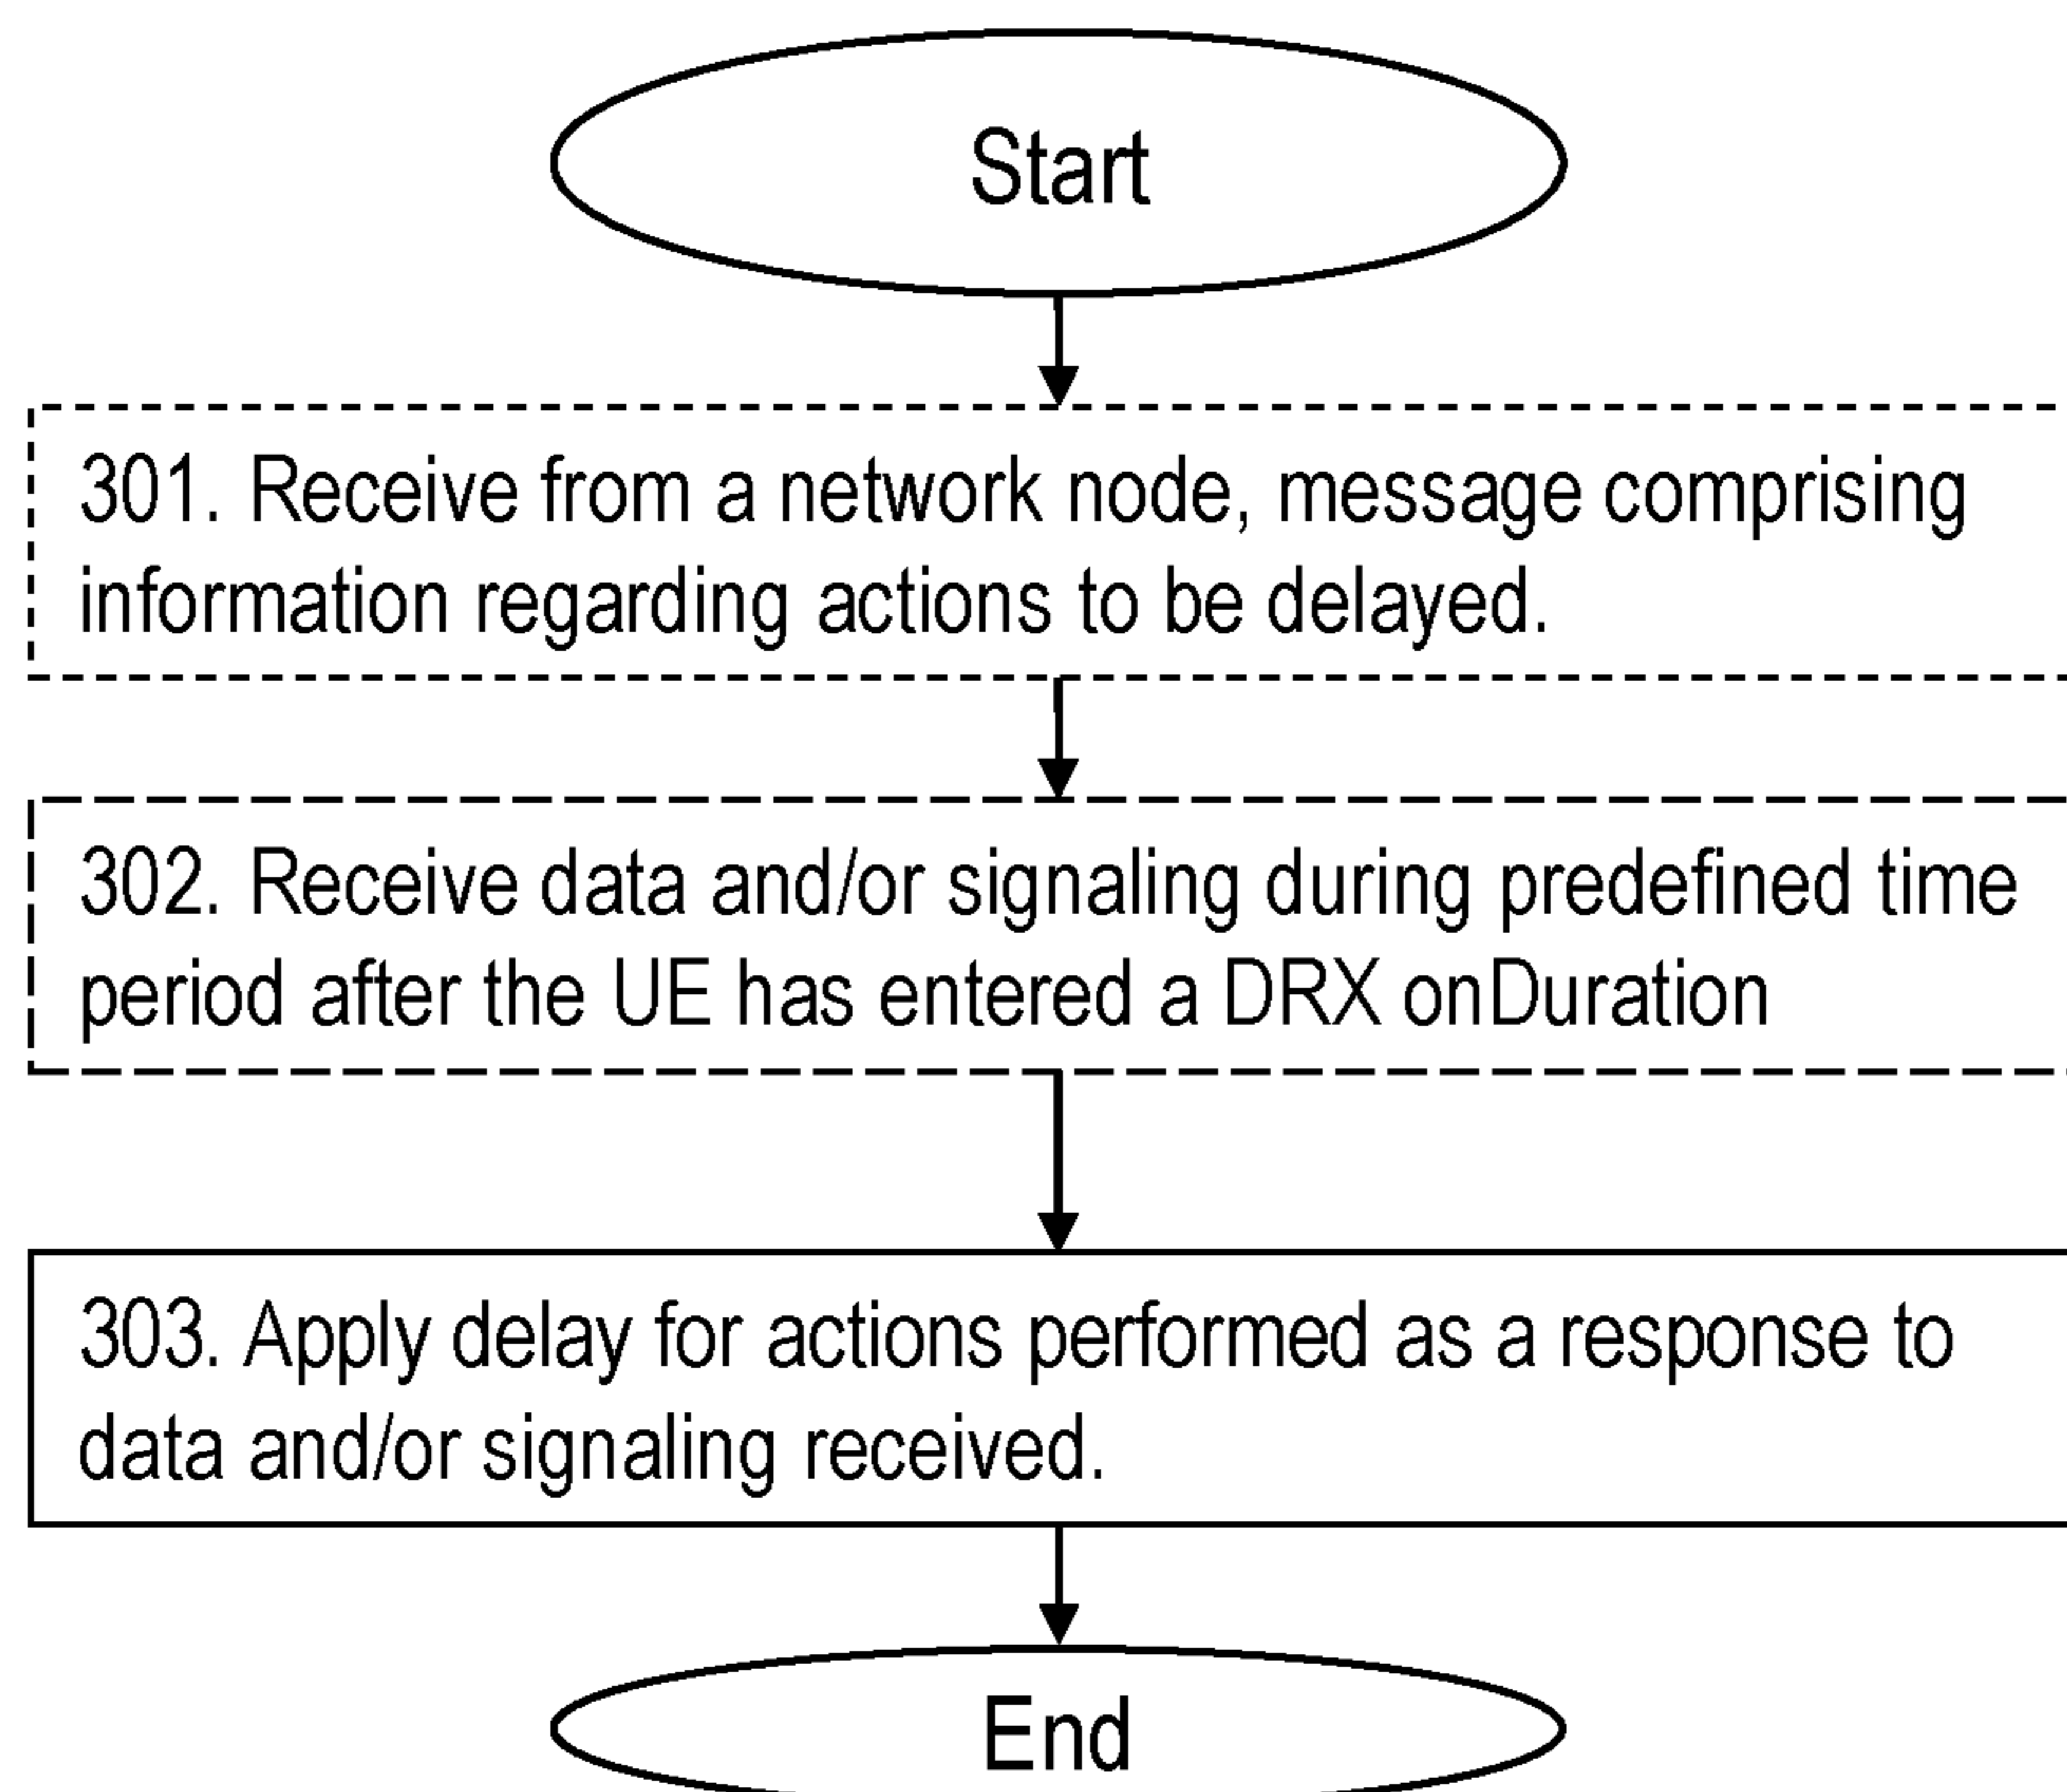 Start
301. Receive from a network node, message comprising
information regarding actions to be delayed.
302. Receive data and/or signaling during predefined time
period after the UE has entered a DRX onDuration
303. Apply delay for actions performed as a response to
data and/or signaling received.
End